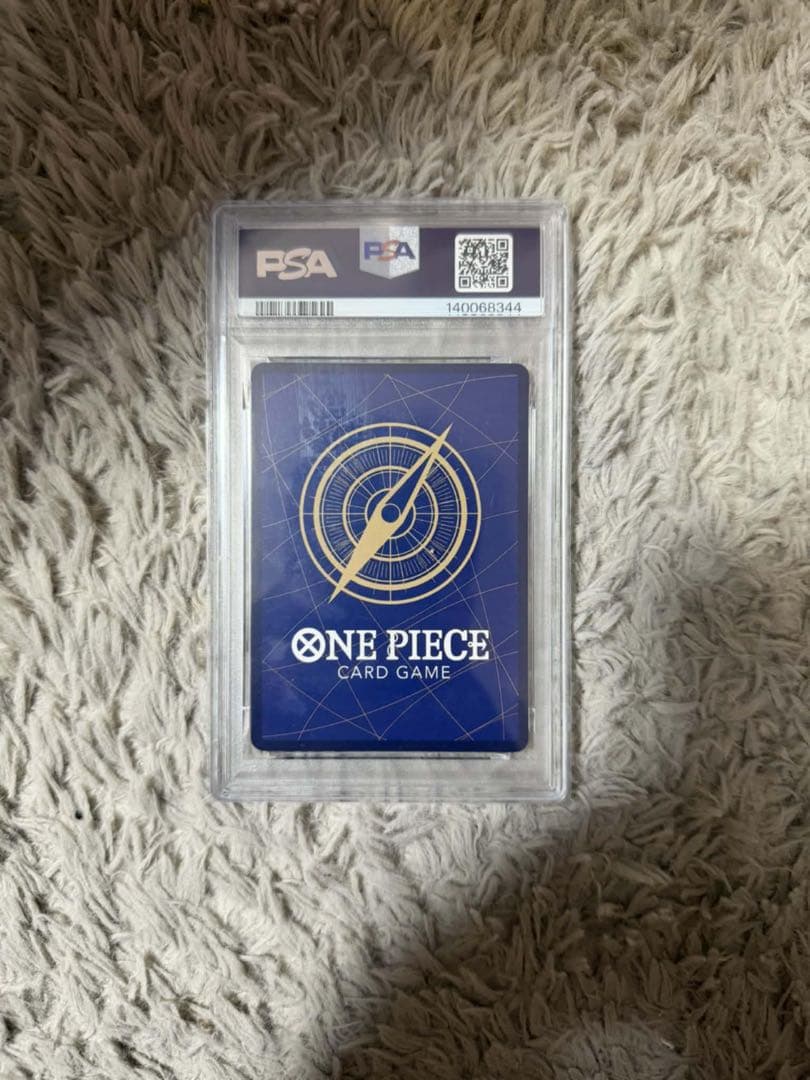 PSA
PSA
140068344
ONE PIECE
CARD GAME